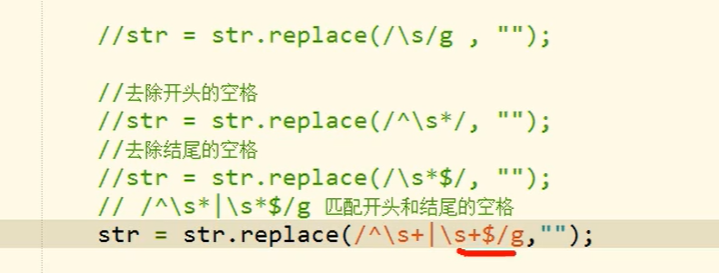 //str = str.replace(/\s/g , "");
//去除开头的空格
//str = str.replace(/^\s*/, "");
//去除结尾的空格
//str = str.replace(/\s*$/, "");
// /^\s*|\s*$/g 匹配开头和结尾的空格
str = str.replace(/^\s+|\s+$/g,"");